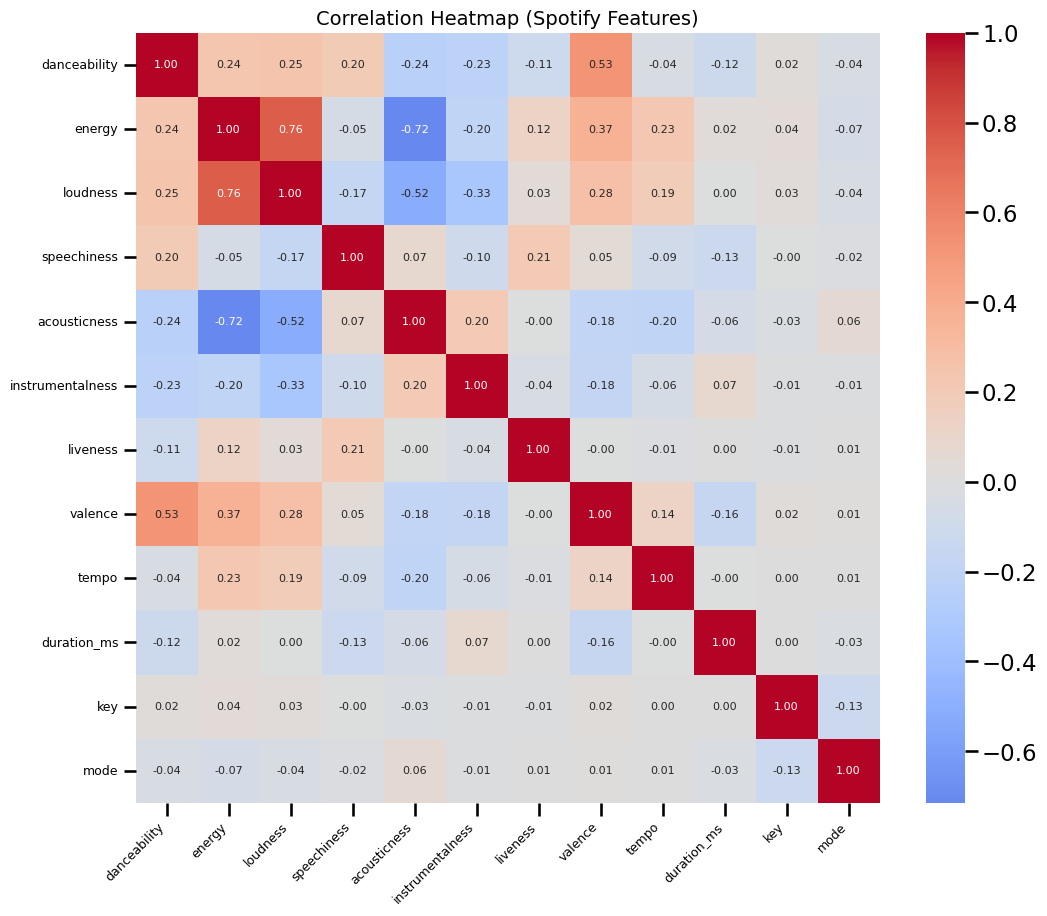 Correlation Heatmap (Spotify Features)
danceability 1.00 0.24 0.25 0.20 -0.24 -0.23 -0.11 0.53 -0.04 -0.12 0.02 -0.04
energy 0.24 1.00 0.76 -0.05 -0.72 -0.20 0.12 0.37 0.23 0.02 0.04 -0.07
loudness 0.25 0.76 1.00 -0.17 -0.52 -0.33 0.03 0.28 0.19 0.00 0.03 -0.04
speechiness 0.20 -0.05 -0.17 1.00 0.07 -0.10 0.21 0.05 -0.09 -0.13 -0.00 -0.02
acousticness -0.24 -0.72 -0.52 0.07 1.00 0.20 -0.00 -0.18 -0.20 -0.06 -0.03 0.06
instrumentalness -0.23 -0.20 -0.33 -0.10 0.20 1.00 -0.04 -0.18 -0.06 0.07 -0.01 -0.01
liveness -0.11 0.12 0.03 0.21 -0.00 -0.04 1.00 -0.00 -0.01 0.00 -0.01 0.01
valence 0.53 0.37 0.28 0.05 -0.18 -0.18 -0.00 1.00 0.14 -0.16 0.02 0.01
tempo -0.04 0.23 0.19 -0.09 -0.20 -0.06 -0.01 0.14 1.00 -0.00 0.00 0.01
duration_ms -0.12 0.02 0.00 -0.13 -0.06 0.07 0.00 -0.16 -0.00 1.00 0.00 -0.03
key 0.02 0.04 0.03 -0.00 -0.03 -0.01 -0.01 0.02 0.00 0.00 1.00 -0.13
mode -0.04 -0.07 -0.04 -0.02 0.06 -0.01 0.01 0.01 0.01 -0.03 -0.13 1.00
danceability energy loudness speechiness acousticness instrumentalness liveness valence tempo duration_ms key mode
1.0
0.8
0.6
0.4
0.2
0.0
−0.2
−0.4
−0.6